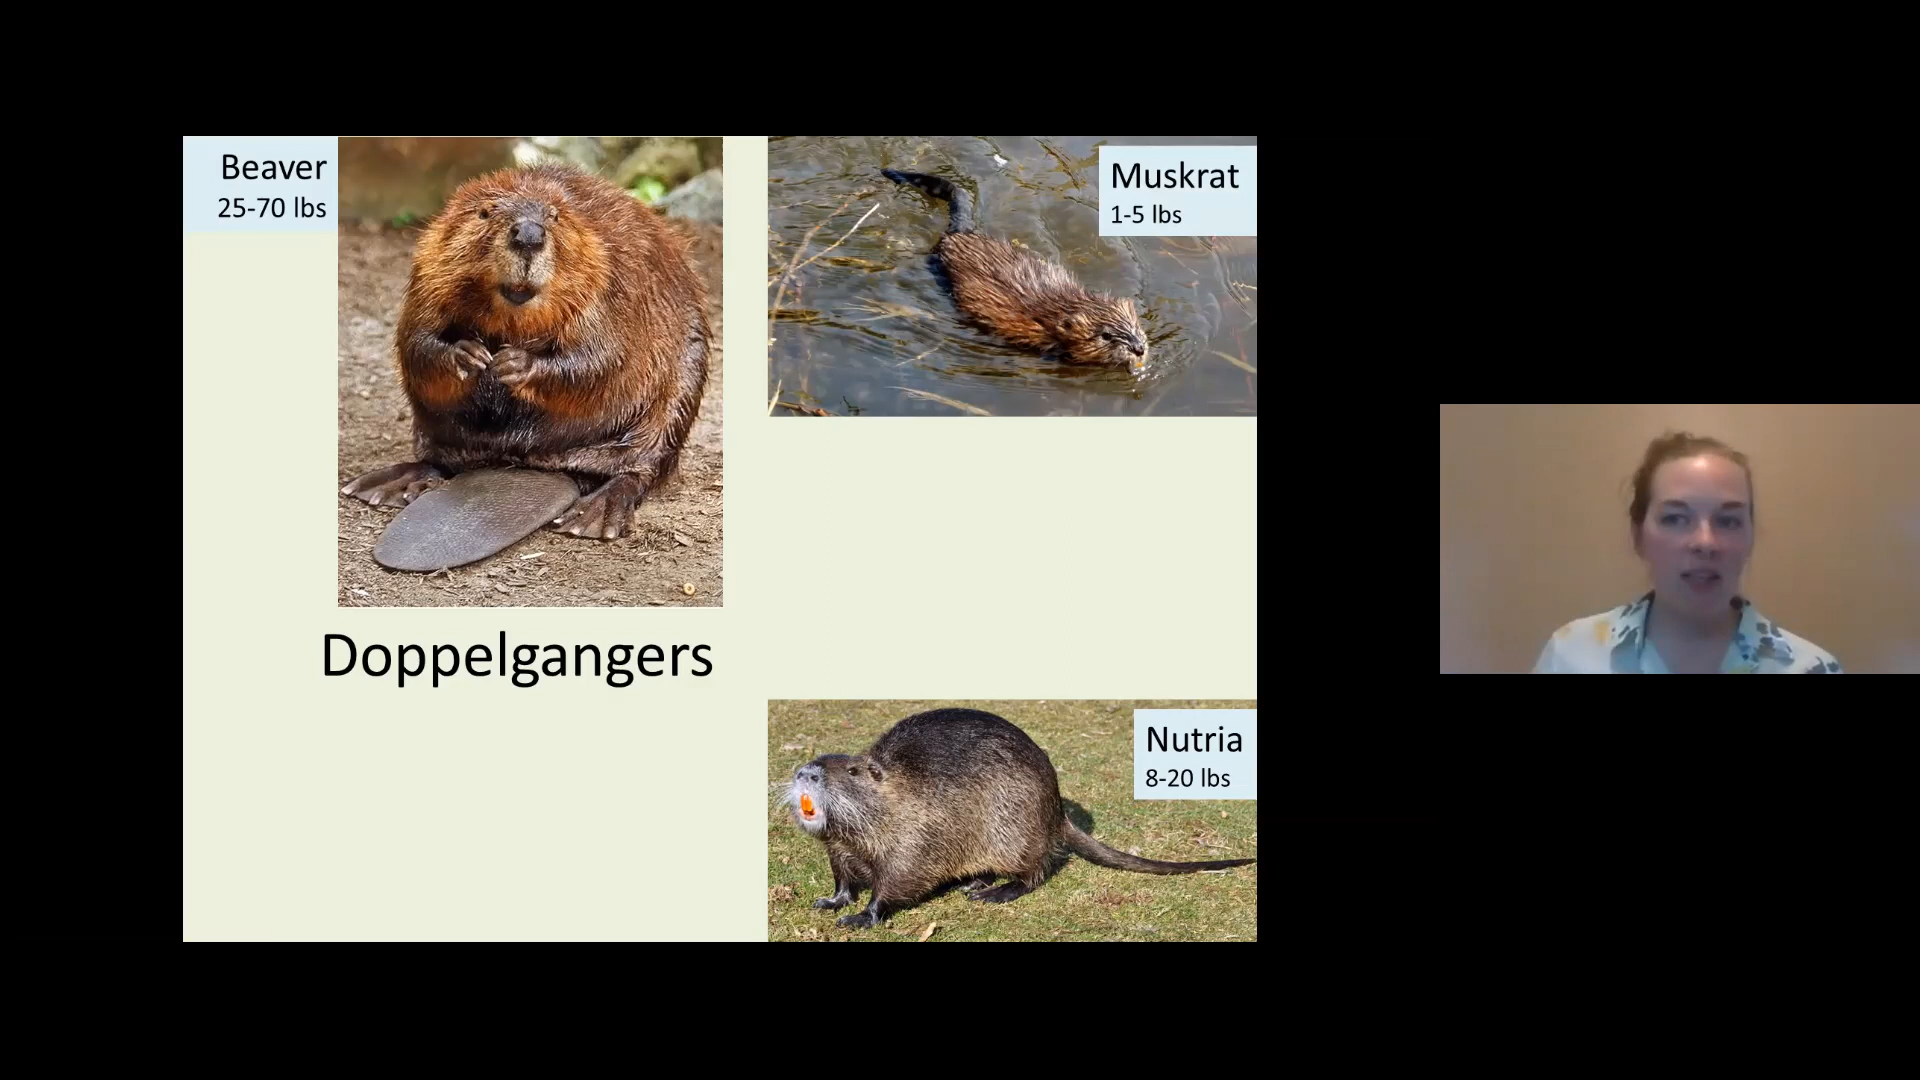 Beaver
25-70 lbs
Muskrat
1-5 lbs
Doppelgangers
Nutria
8-20 lbs